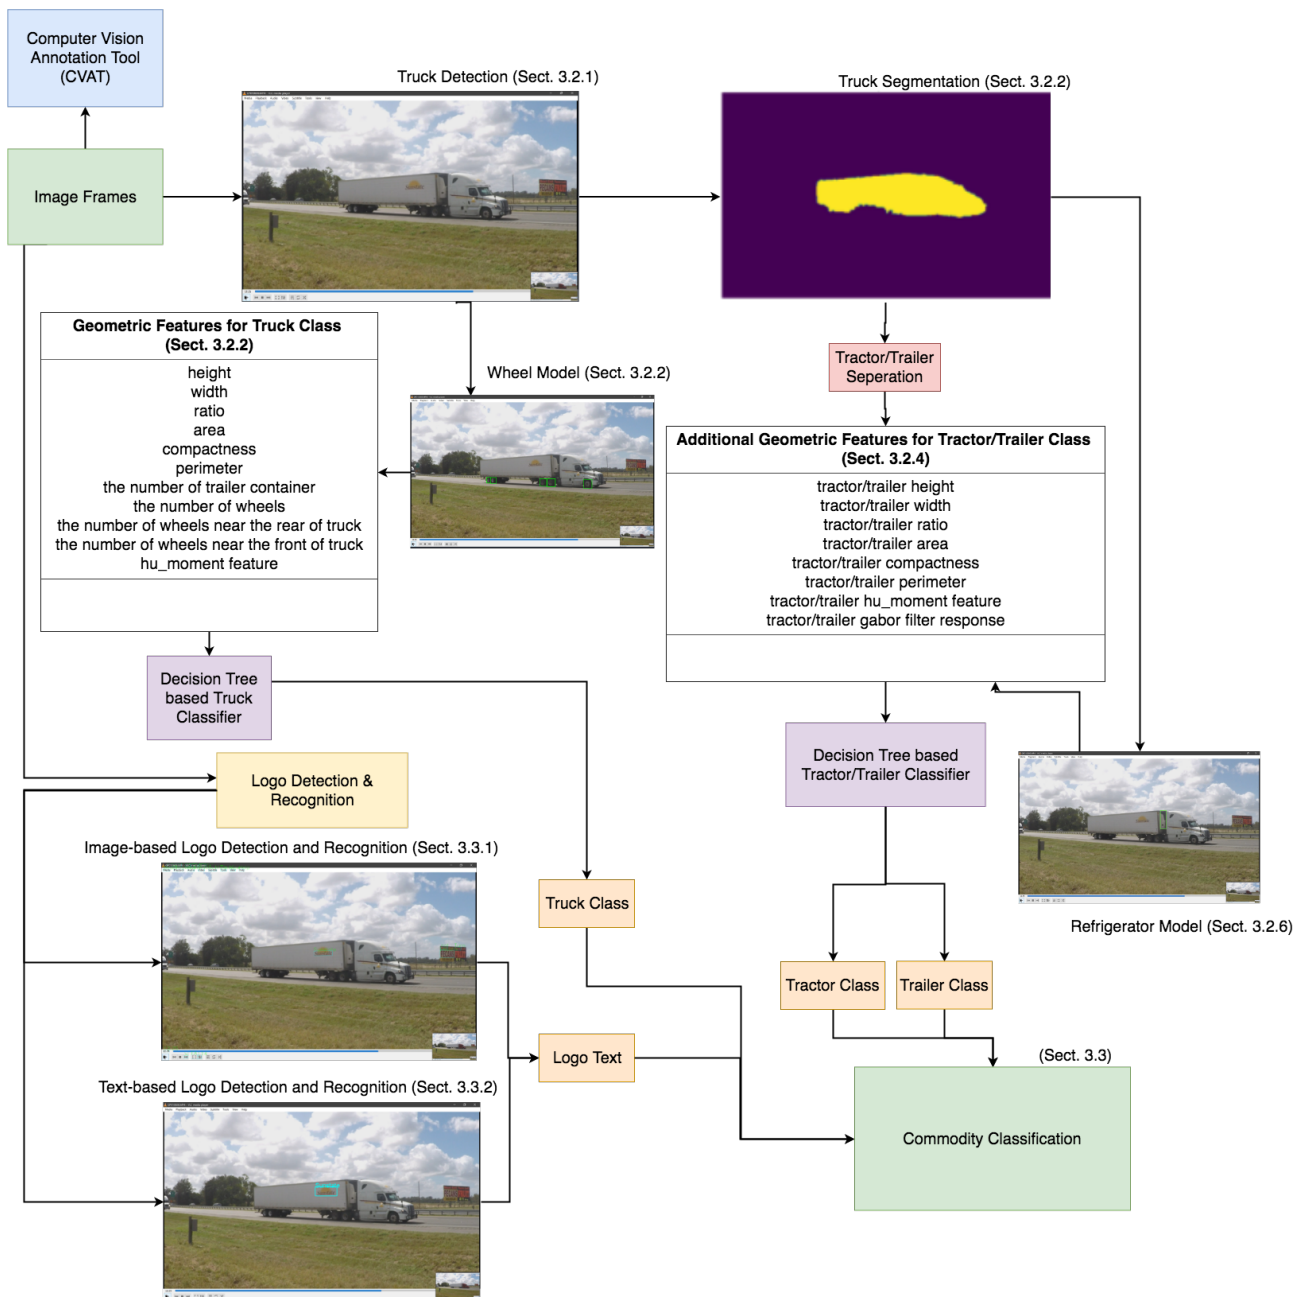 Computer Vision
Annotation Tool
(CVAT)
Truck Detection (Sect. 3.2.1)
Truck Segmentation (Sect. 3.2.2)
Image Frames
Geometric Features for Truck Class
(Sect. 3.2.2)
height
width
ratio
area
compactness
perimeter
the number of trailer container
the number of wheels
the number of wheels near the rear of truck
the number of wheels near the front of truck
hu_moment feature
Wheel Model (Sect. 3.2.2)
Tractor/Trailer
Seperation
Additional Geometric Features for Tractor/Trailer Class
(Sect. 3.2.4)
tractor/trailer height
tractor/trailer width
tractor/trailer ratio
tractor/trailer area
tractor/trailer compactness
tractor/trailer perimeter
tractor/trailer hu_moment feature
tractor/trailer gabor filter response
Decision Tree
based Truck
Classifier
Decision Tree based
Tractor/Trailer Classifier
Logo Detection &
Recognition
Image-based Logo Detection and Recognition (Sect. 3.3.1)
Truck Class
Refrigerator Model (Sect. 3.2.6)
Tractor Class
Trailer Class
Logo Text
(Sect. 3.3)
Text-based Logo Detection and Recognition (Sect. 3.3.2)
Commodity Classification